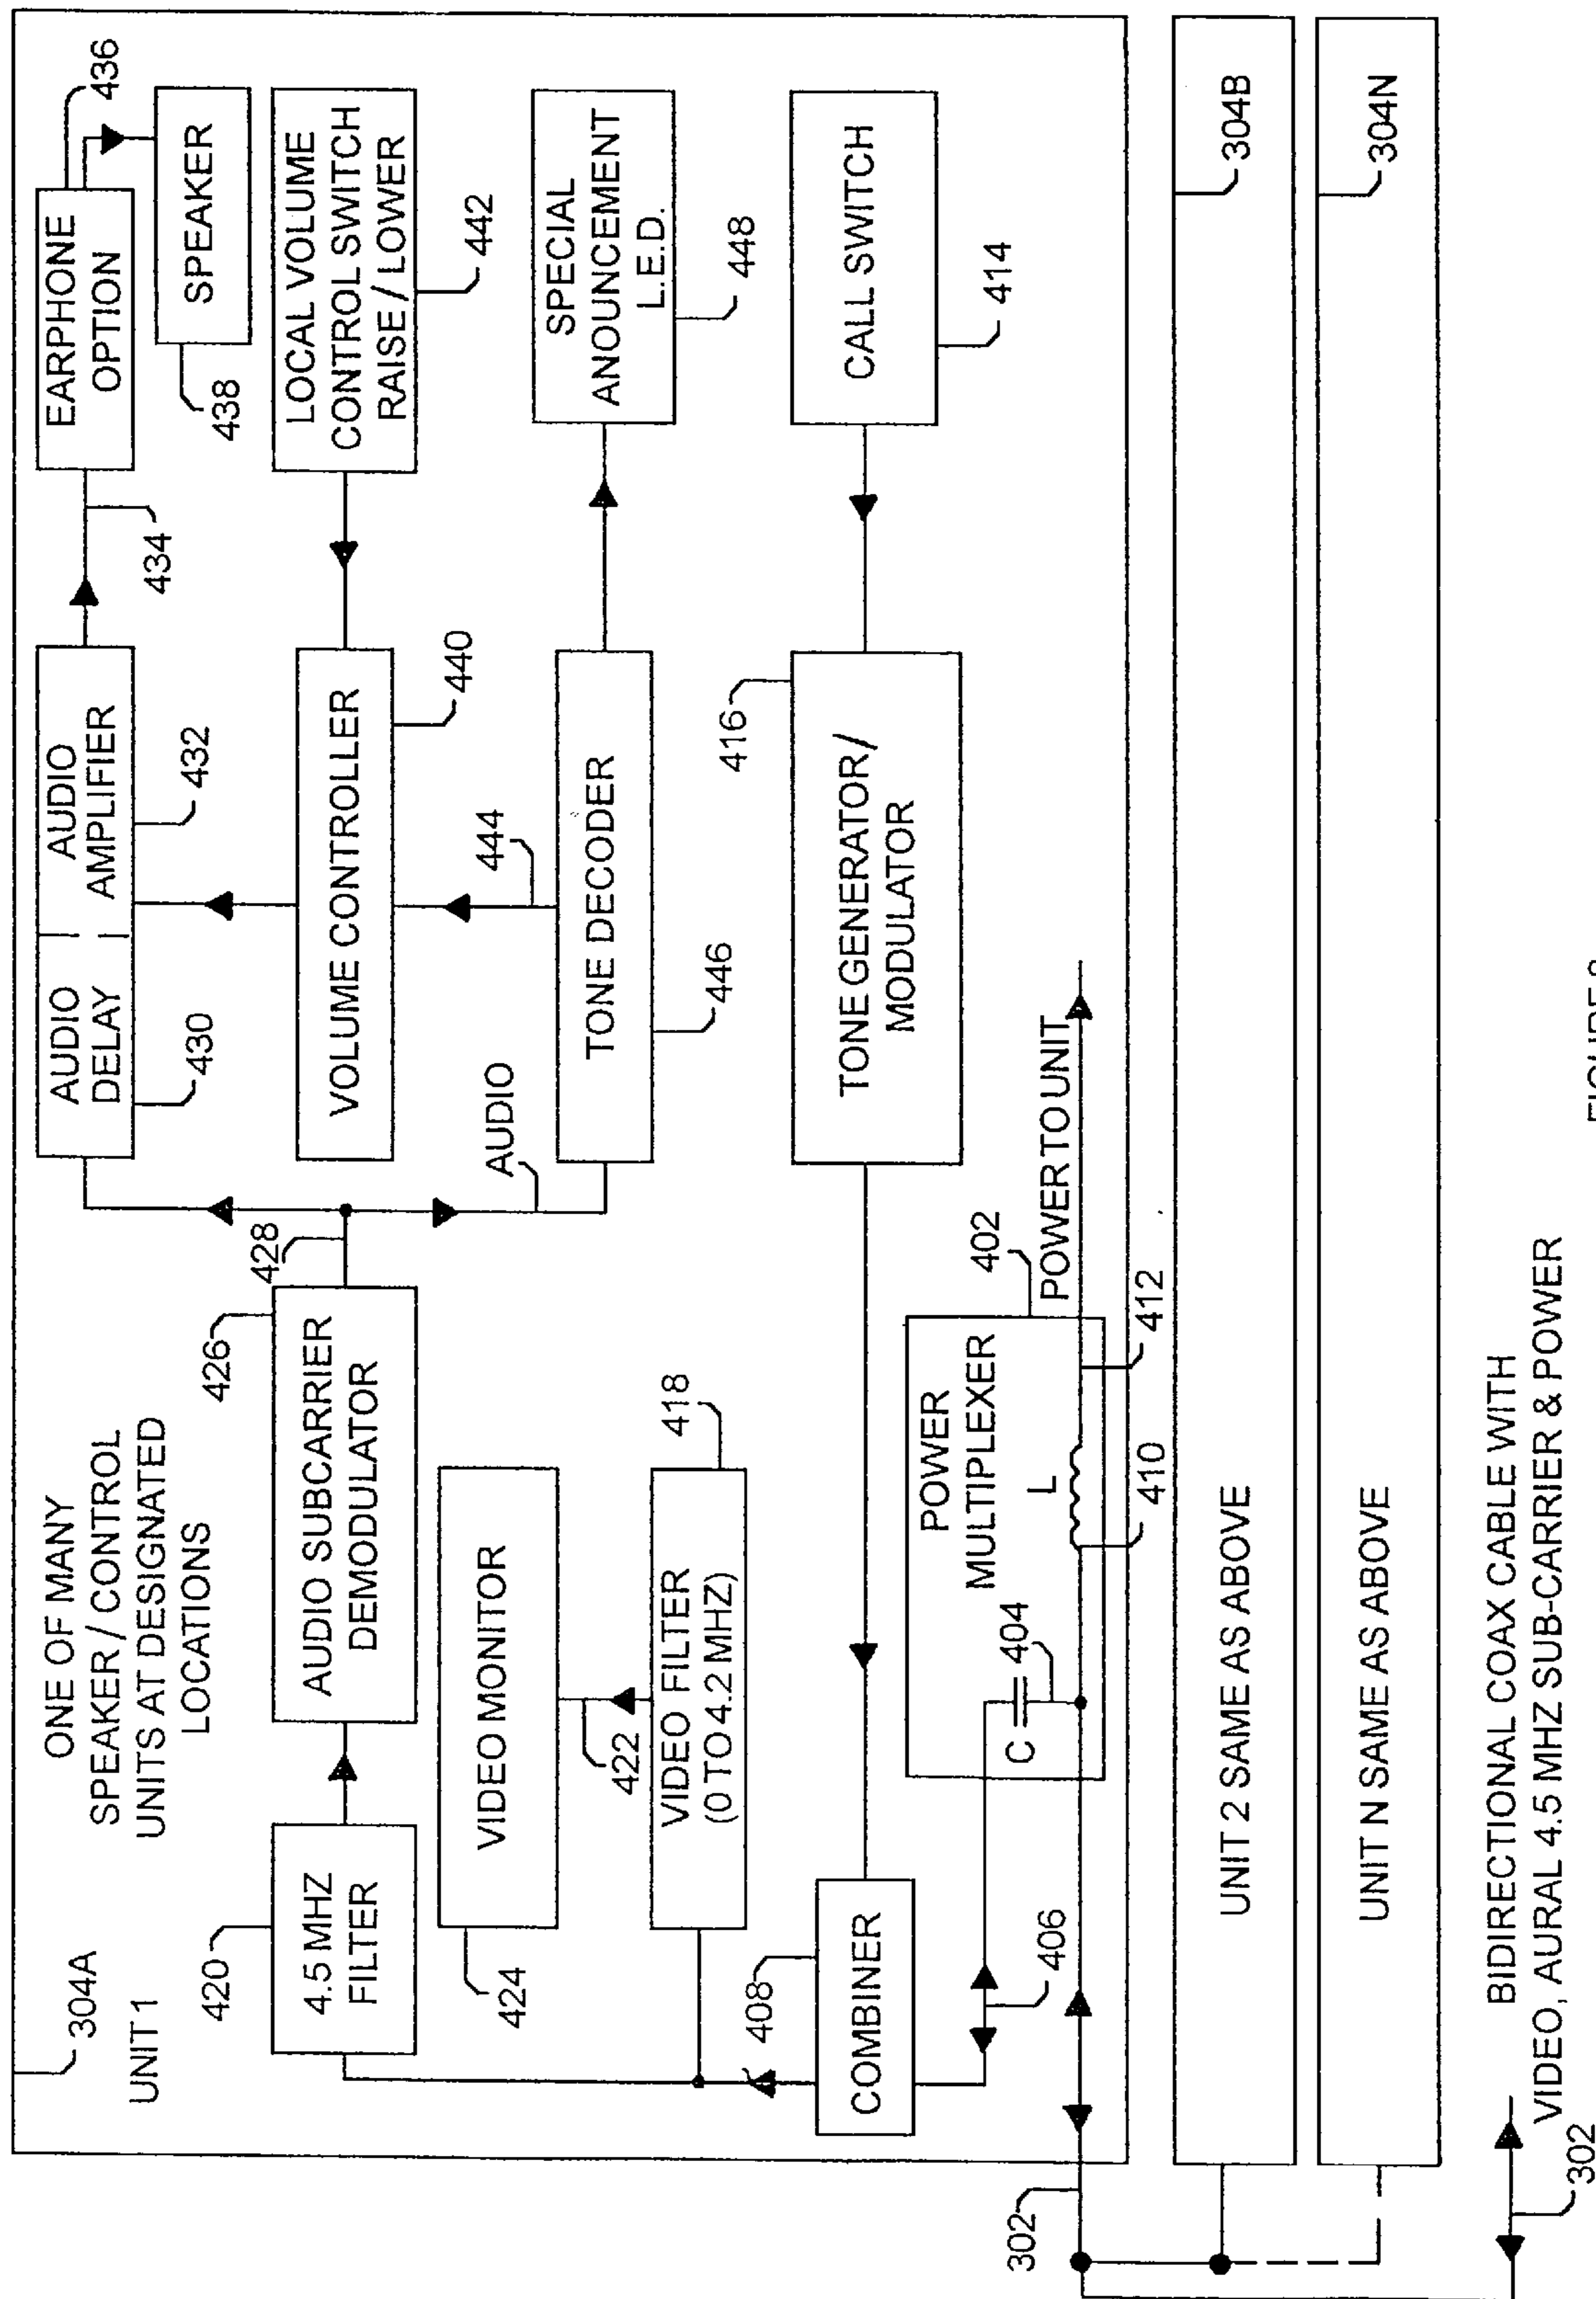 304A
UNIT 1
ONE OF MANY
SPEAKER / CONTROL
UNITS AT DESIGNATED
LOCATIONS
420
4.5 MHZ
FILTER
426
AUDIO SUBCARRIER
DEMODULATOR
428
AUDIO
DELAY
430
AUDIO
AMPLIFIER
432
434
EARPHONE
OPTION
436
SPEAKER
438
VOLUME CONTROLLER
440
LOCAL VOLUME
CONTROL SWITCH
RAISE / LOWER
442
444
AUDIO
TONE DECODER
446
SPECIAL
ANOUNCEMENT
L.E.D.
448
VIDEO MONITOR
424
422
VIDEO FILTER
(0 TO 4.2 MHZ)
418
416
TONE GENERATOR/
MODULATOR
CALL SWITCH
414
408
COMBINER
406
POWER
MULTIPLEXER
402
C
404
L
410
412
POWER TO UNIT
302
UNIT 2 SAME AS ABOVE
304B
UNIT N SAME AS ABOVE
304N
BIDIRECTIONAL COAX CABLE WITH
VIDEO, AURAL 4.5 MHZ SUB-CARRIER & POWER
302